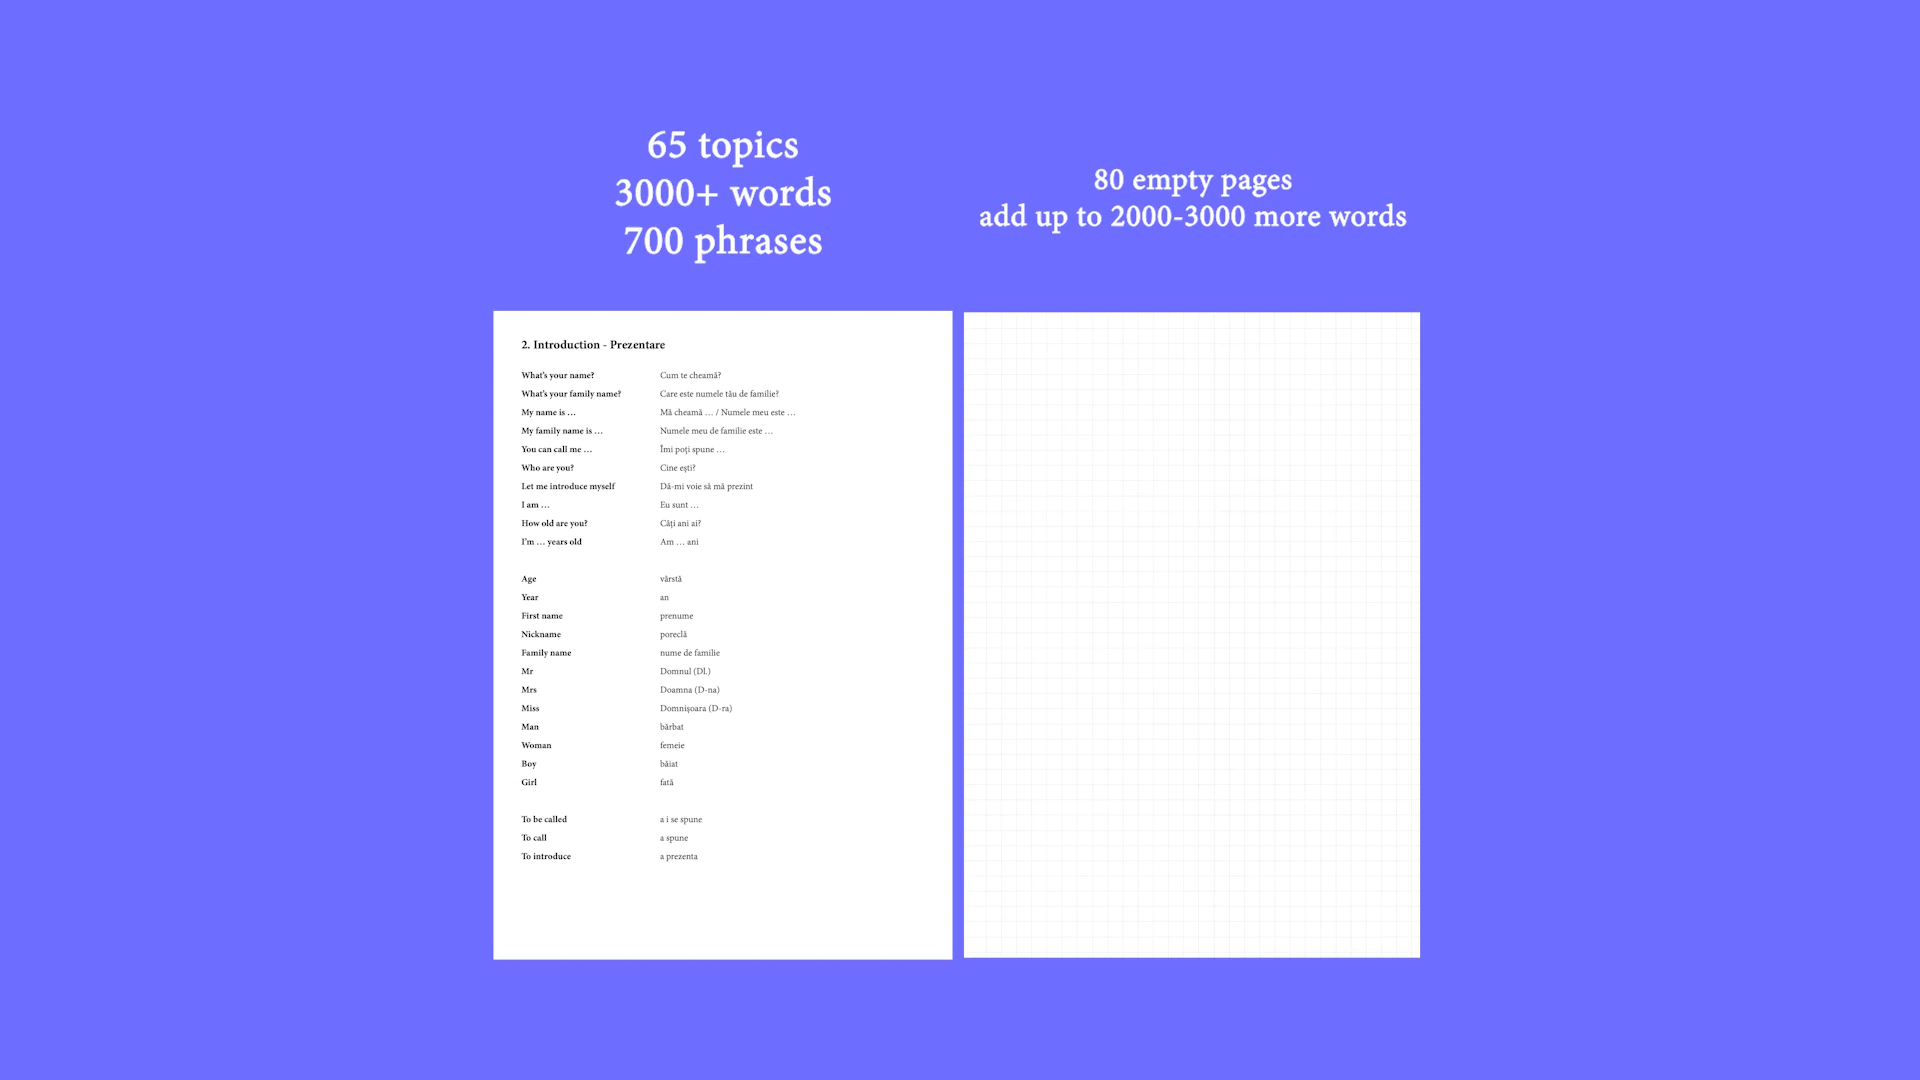 65 topics
3000+ words
700 phrases
80 empty pages
add up to 2000-3000 more words
2. Introduction - Prezentare
What's your name? Cum te cheamă?
What's your family name? Care este numele tău de familie?
My name is … Mă cheamă … / Numele meu este …
My family name is … Numele meu de familie este …
You can call me … Îmi poți spune …
Who are you? Cine ești?
Let me introduce myself Dă-mi voie să mă prezint
I am … Eu sunt …
How old are you? Câți ani ai?
I'm … years old Am … ani
Age vârstă
Year an
First name prenume
Nickname poreclă
Family name nume de familie
Mr Domnul (Dl.)
Mrs Doamna (D-na)
Miss Domnișoara (D-ra)
Man bărbat
Woman femeie
Boy băiat
Girl fată
To be called a i se spune
To call a spune
To introduce a prezenta